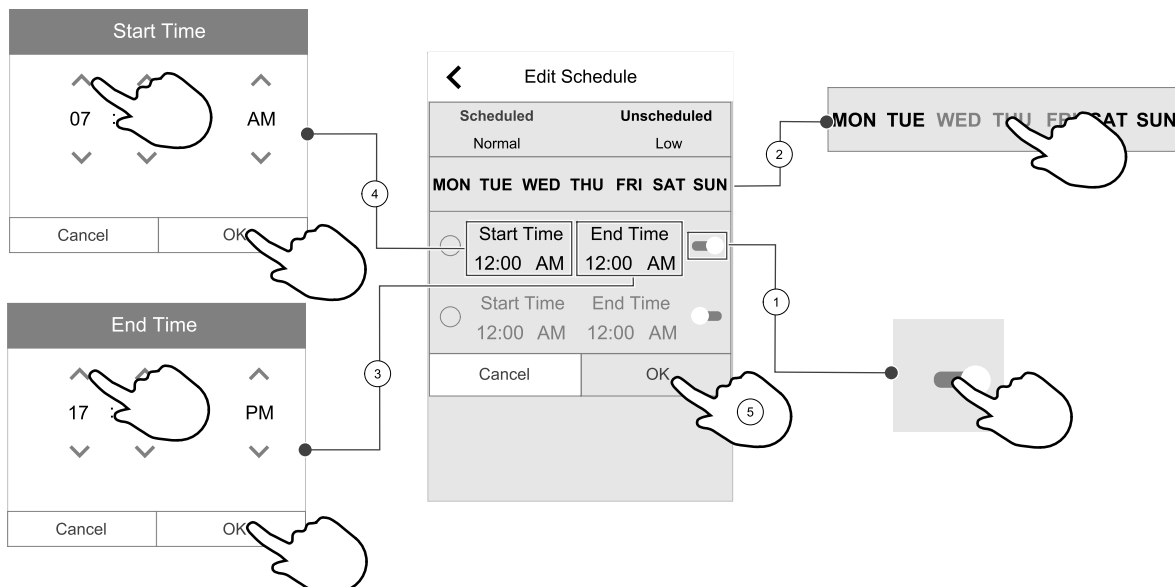 Start Time
07 : AM
Cancel OK
End Time
17 : PM
Cancel OK
Edit Schedule
Scheduled Unscheduled
Normal Low
MON TUE WED THU FRI SAT SUN
Start Time End Time
12:00 AM 12:00 AM
Start Time End Time
12:00 AM 12:00 AM
Cancel OK
MON TUE WED THU FRI SAT SUN
4
3
2
1
5